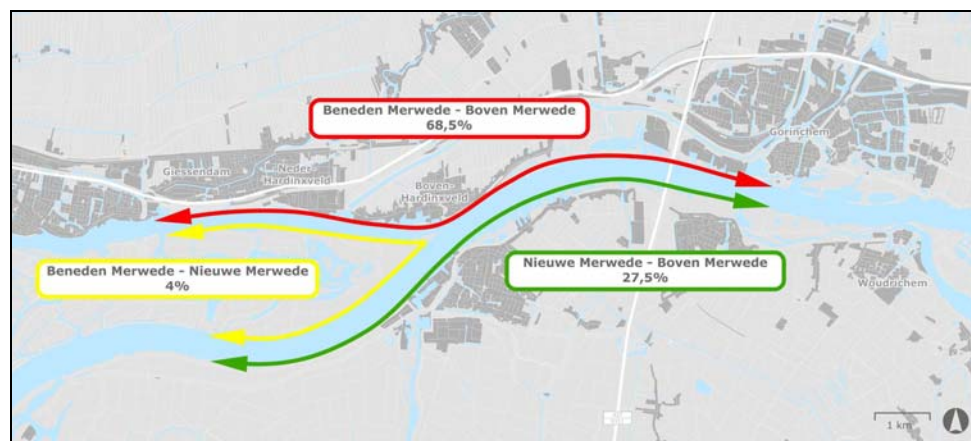 Beneden Merwede - Boven Merwede
68,5%
Gorinchem
Giessendam
Neder-
Hardinxveld
Boven-
Hardinxveld
Beneden Merwede - Nieuwe Merwede
4%
Nieuwe Merwede - Boven Merwede
27,5%
Woudrichem
1 km